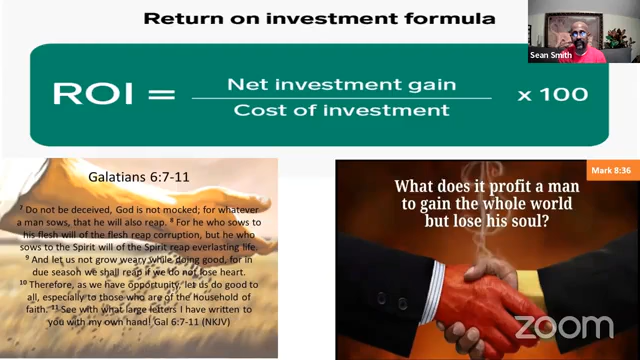 Return on investment formula
Sean Smith
ROI = Net investment gain x 100
Cost of investment
Galatians 6:7-11
7 Do not be deceived, God is not mocked; for whatever
a man sows, that he will also reap. 8 For he who sows to
his flesh will of the flesh reap corruption, but he who
sows to the Spirit will of the Spirit reap everlasting life.
9 And let us not grow weary while doing good, for in
due season we shall reap if we do not lose heart.
10 Therefore, as we have opportunity, let us do good to
all, especially to those who are of the household of
faith. 11 See with what large letters I have written to
you with my own hand! Gal 6:7-11 (NKJV)
Mark 8:36
What does it profit a man
to gain the whole world
but lose his soul?
zoom